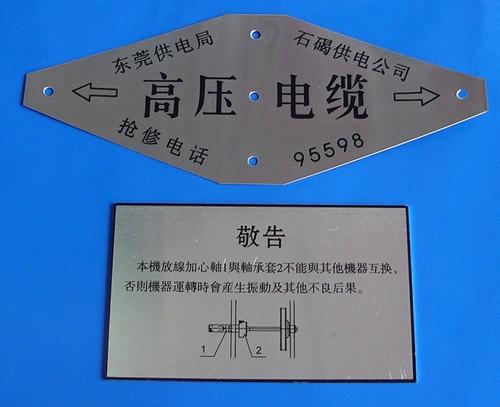 东莞供电局 石碣供电公司
高压电缆
抢修电话 95598
敬告
本機放線加心軸1與軸承套2不能與其他機器互换，
否則機器運轉時會産生振動及其他不良后果。
1 2